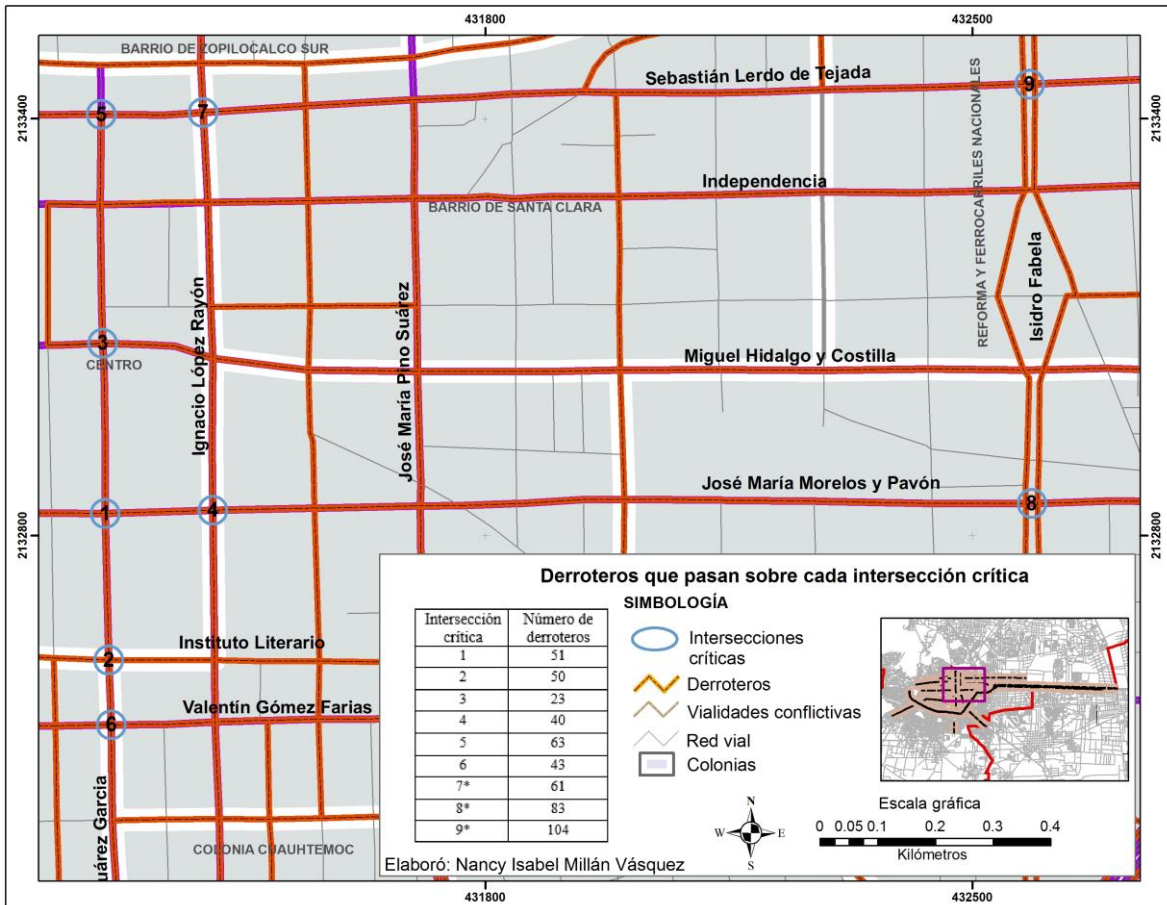 431800
432500
BARRIO DE ZOPILOCALCO SUR
Sebastián Lerdo de Tejada
9
5
7
2133400
2133400
REFORMA Y FERROCARRILES NACIONALES
Independencia
BARRIO DE SANTA CLARA
Isidro Fabela
Ignacio López Rayón
José María Pino Suárez
3
CENTRO
Miguel Hidalgo y Costilla
José María Morelos y Pavón
1
4
8
2132800
2132800
Instituto Literario
2
Valentín Gómez Farias
6
uárez Garcia
COLONIA CUAUHTEMOC
Derroteros que pasan sobre cada intersección crítica
Intersección crítica Número de derroteros
1 51
2 50
3 23
4 40
5 63
6 43
7* 61
8* 83
9* 104
SIMBOLOGÍA
Intersecciones
críticas
Derroteros
Vialidades conflictivas
Red vial
Colonias
N
W E
S
Escala gráfica
0 0.05 0.1 0.2 0.3 0.4
Kilómetros
Elaboró: Nancy Isabel Millán Vásquez
431800
432500